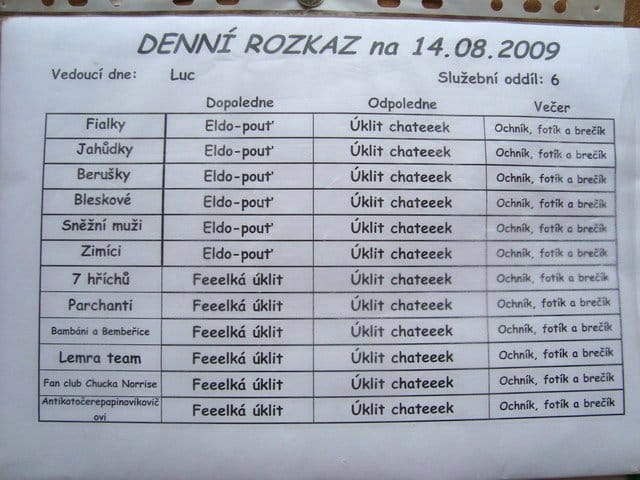 DENNÍ ROZKAZ na 14.08.2009
Vedoucí dne: Luc Služební oddíl: 6
Dopoledne Odpoledne Večer
Fialky Eldo-pouť Úklit chateeek Ochník, fotík a brečík
Jahůdky Eldo-pouť Úklit chateeek Ochník, fotík a brečík
Berušky Eldo-pouť Úklit chateeek Ochník, fotík a brečík
Bleskové Eldo-pouť Úklit chateeek Ochník, fotík a brečík
Sněžní muži Eldo-pouť Úklit chateeek Ochník, fotík a brečík
Zimíci Eldo-pouť Úklit chateeek Ochník, fotík a brečík
7 hříchů Feeelká úklit Úklit chateeek Ochník, fotík a brečík
Parchanti Feeelká úklit Úklit chateeek Ochník, fotík a brečík
Bambáni a Bembeřice Feeelká úklit Úklit chateeek Ochník, fotík a brečík
Lemra team Feeelká úklit Úklit chateeek Ochník, fotík a brečík
Fan club Chucka Norrise Feeelká úklit Úklit chateeek Ochník, fotík a brečík
Antikotočerepapinovíkovič Feeelká úklit Úklit chateeek Ochník, fotík a brečík
ovi